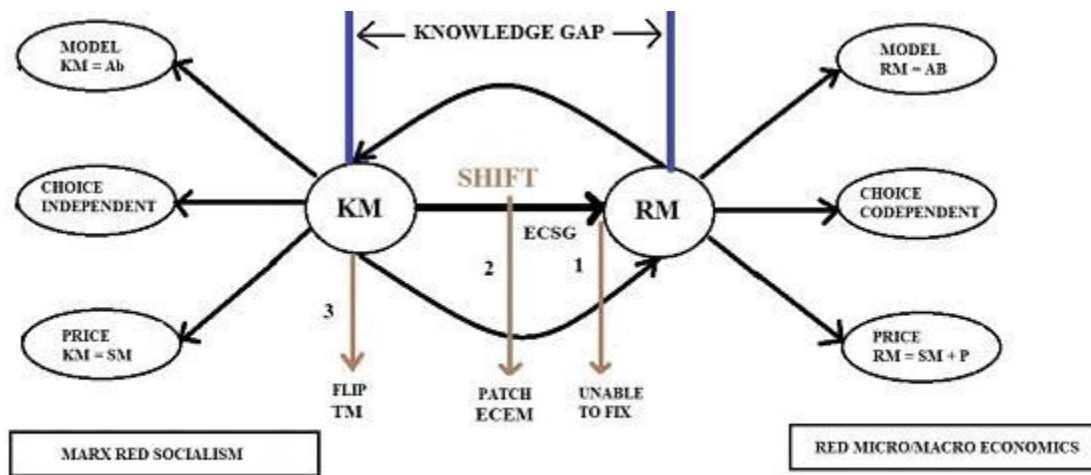 KNOWLEDGE GAP
MODEL
KM = Ab
MODEL
RM = AB
SHIFT
CHOICE
INDEPENDENT
KM
RM
CHOICE
CODEPENDENT
ECSG
2
1
3
PRICE
KM = SM
PRICE
RM = SM + P
FLIP
TM
PATCH
ECEM
UNABLE
TO FIX
MARX RED SOCIALISM
RED MICRO/MACRO ECONOMICS